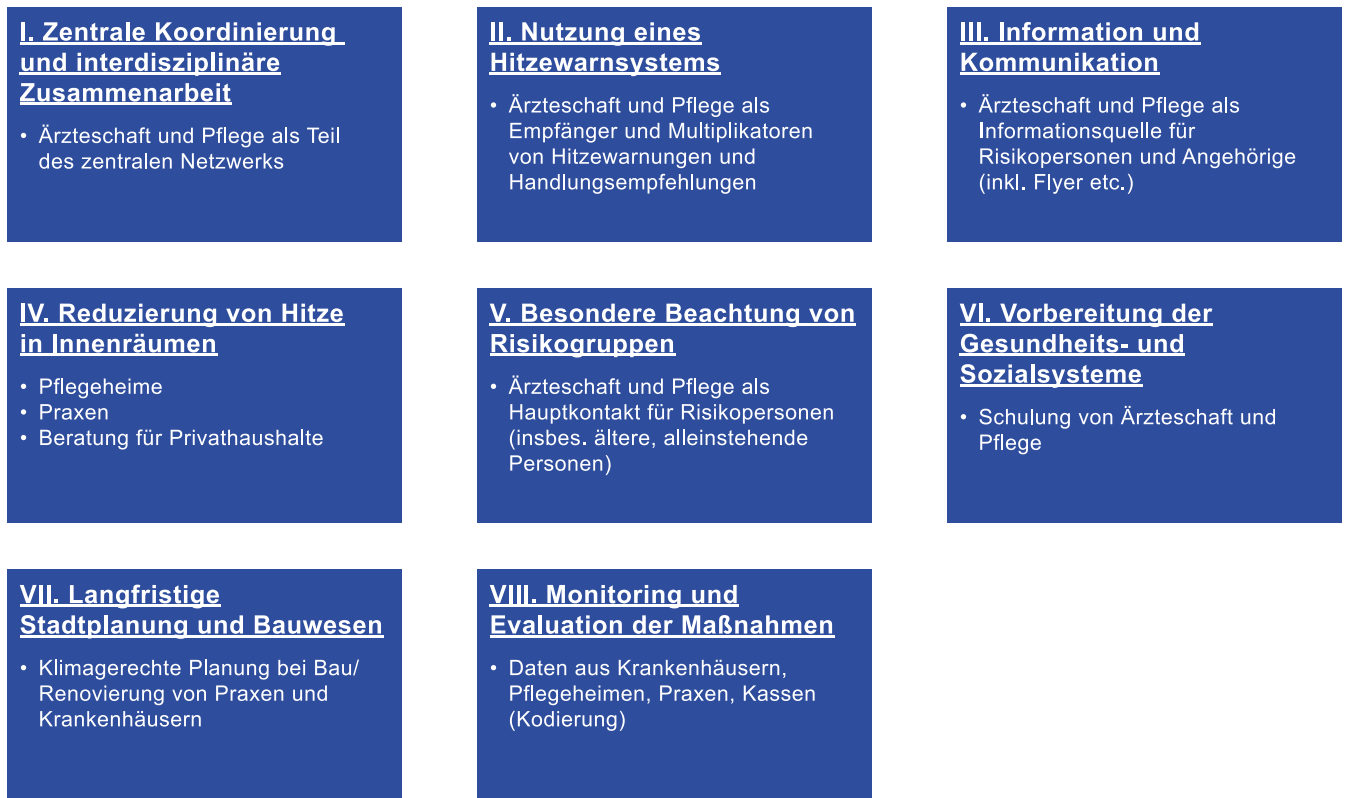 I. Zentrale Koordinierung
und interdisziplinäre
Zusammenarbeit
• Ärzteschaft und Pflege als Teil
des zentralen Netzwerks
II. Nutzung eines
Hitzewarnsystems
• Ärzteschaft und Pflege als
Empfänger und Multiplikatoren
von Hitzewarnungen und
Handlungsempfehlungen
III. Information und
Kommunikation
• Ärzteschaft und Pflege als
Informationsquelle für
Risikopersonen und Angehörige
(inkl. Flyer etc.)
IV. Reduzierung von Hitze
in Innenräumen
• Pflegeheime
• Praxen
• Beratung für Privathaushalte
V. Besondere Beachtung von
Risikogruppen
• Ärzteschaft und Pflege als
Hauptkontakt für Risikopersonen
(insbes. ältere, alleinstehende
Personen)
VI. Vorbereitung der
Gesundheits- und
Sozialsysteme
• Schulung von Ärzteschaft und
Pflege
VII. Langfristige
Stadtplanung und Bauwesen
• Klimagerechte Planung bei Bau/
Renovierung von Praxen und
Krankenhäusern
VIII. Monitoring und
Evaluation der Maßnahmen
• Daten aus Krankenhäusern,
Pflegeheimen, Praxen, Kassen
(Kodierung)